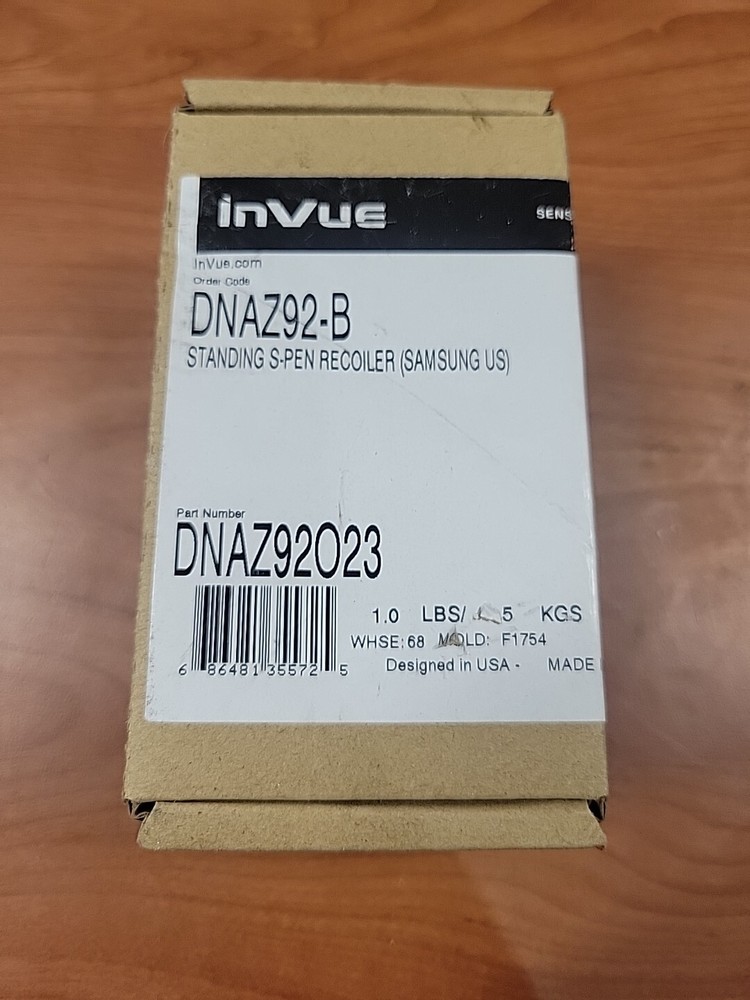 inVue SENS
InVue.com
Order Code
DNAZ92-B
STANDING S-PEN RECOILER (SAMSUNG US)
Part Number
DNAZ92O23
1.0 LBS/ 5 KGS
WHSE:68 MOLD: F1754
6 86481 35572 5
Designed in USA - MADE